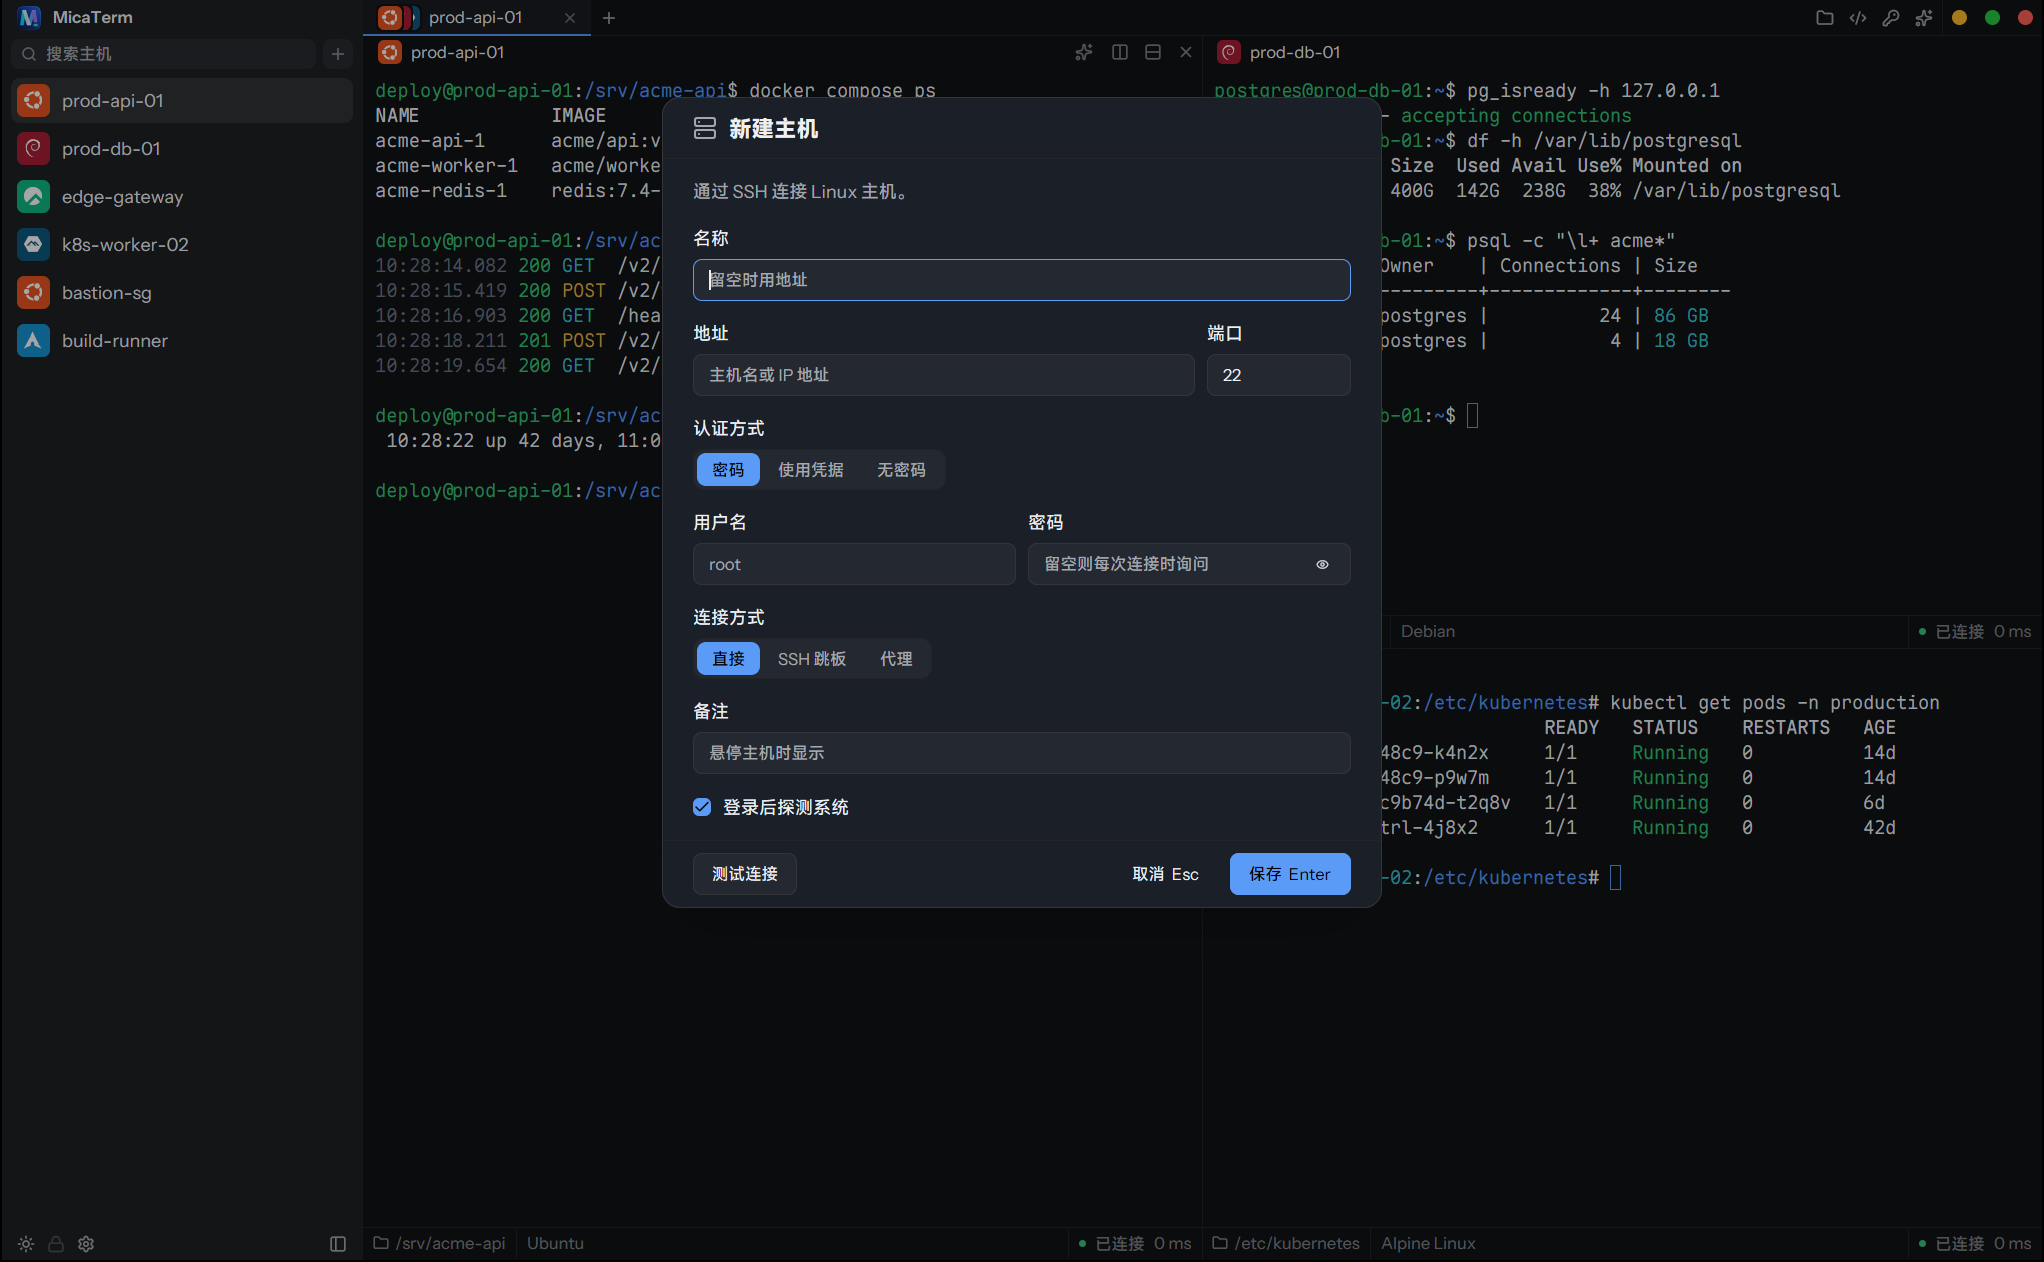 MicaTerm
搜索主机
prod-api-01
prod-db-01
edge-gateway
k8s-worker-02
bastion-sg
build-runner
prod-api-01
prod-api-01
deploy@prod-api-01:/srv/acme-api$ docker compose ps
NAME IMAGE
acme-api-1 acme/api:v
acme-worker-1 acme/worke
acme-redis-1 redis:7.4-
deploy@prod-api-01:/srv/ac
10:28:14.082 200 GET /v2/
10:28:15.419 200 POST /v2/
10:28:16.903 200 GET /hea
10:28:18.211 201 POST /v2/
10:28:19.654 200 GET /v2/
deploy@prod-api-01:/srv/ac
10:28:22 up 42 days, 11:0
deploy@prod-api-01:/srv/ac
新建主机
通过 SSH 连接 Linux 主机。
名称
留空时用地址
地址 端口
主机名或 IP 地址 22
认证方式
密码 使用凭据 无密码
用户名 密码
root 留空则每次连接时询问
连接方式
直接 SSH 跳板 代理
备注
悬停主机时显示
登录后探测系统
测试连接 取消 Esc 保存 Enter
prod-db-01
postgres@prod-db-01:~$ pg_isready -h 127.0.0.1
- accepting connections
b-01:~$ df -h /var/lib/postgresql
Size Used Avail Use% Mounted on
400G 142G 238G 38% /var/lib/postgresql
b-01:~$ psql -c "\l+ acme*"
Owner | Connections | Size
---------+-------------+--------
postgres | 24 | 86 GB
postgres | 4 | 18 GB
b-01:~$
Debian 已连接 0 ms
-02:/etc/kubernetes# kubectl get pods -n production
READY STATUS RESTARTS AGE
48c9-k4n2x 1/1 Running 0 14d
48c9-p9w7m 1/1 Running 0 14d
c9b74d-t2q8v 1/1 Running 0 6d
trl-4j8x2 1/1 Running 0 42d
-02:/etc/kubernetes#
/srv/acme-api Ubuntu 已连接 0 ms
/etc/kubernetes Alpine Linux 已连接 0 ms